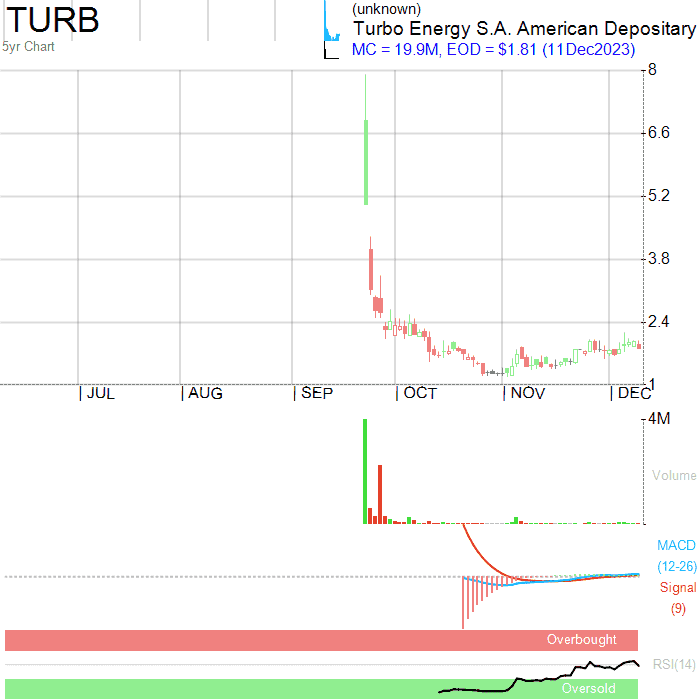 TURB
(unknown)
Turbo Energy S.A. American Depositary
5yr Chart
MC = 19.9M, EOD = $1.81 (11Dec2023)
8
6.6
5.2
3.8
2.4
1
JUL AUG SEP OCT NOV DEC
4M
Volume
MACD
(12-26)
Signal
(9)
Overbought
RSI(14)
Oversold